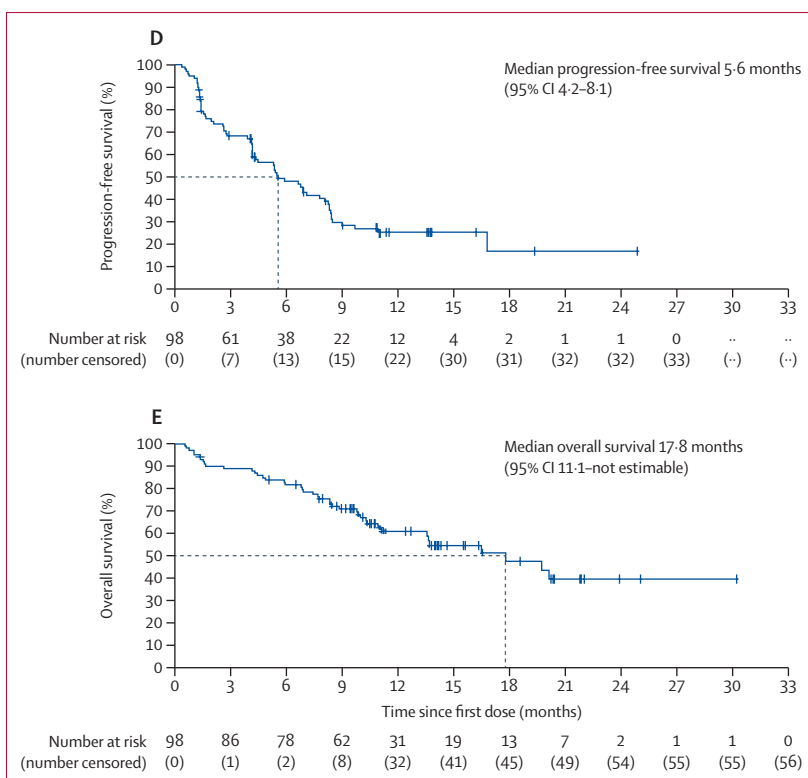 D
Median progression-free survival 5·6 months
(95% CI 4·2–8·1)
Progression-free survival (%)
100
90
80
70
60
50
40
30
20
10
0
0 3 6 9 12 15 18 21 24 27 30 33
Number at risk 98 61 38 22 12 4 2 1 1 0 ·· ··
(number censored) (0) (7) (13) (15) (22) (30) (31) (32) (32) (33) (··) (··)
E
Median overall survival 17·8 months
(95% CI 11·1–not estimable)
Overall survival (%)
100
90
80
70
60
50
40
30
20
10
0
0 3 6 9 12 15 18 21 24 27 30 33
Time since first dose (months)
Number at risk 98 86 78 62 31 19 13 7 2 1 1 0
(number censored) (0) (1) (2) (8) (32) (41) (45) (49) (54) (55) (55) (56)